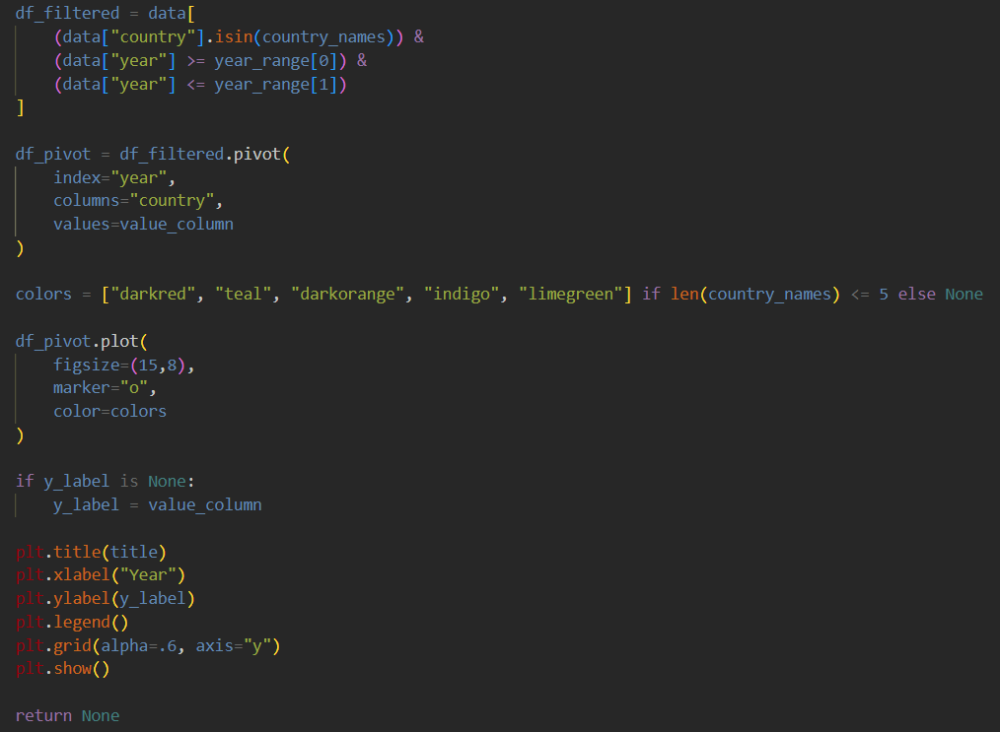 df_filtered = data[
    (data["country"].isin(country_names)) &
    (data["year"] >= year_range[0]) &
    (data["year"] <= year_range[1])
]

df_pivot = df_filtered.pivot(
    index="year",
    columns="country",
    values=value_column
)

colors = ["darkred", "teal", "darkorange", "indigo", "limegreen"] if len(country_names) <= 5 else None

df_pivot.plot(
    figsize=(15,8),
    marker="o",
    color=colors
)

if y_label is None:
    y_label = value_column

plt.title(title)
plt.xlabel("Year")
plt.ylabel(y_label)
plt.legend()
plt.grid(alpha=.6, axis="y")
plt.show()

return None